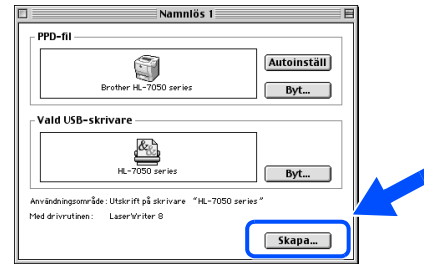 Namnlös 1
PPD-fil
Brother HL-7050 series
Autoinställ
Byt...
Vald USB-skrivare
HL-7050 series
Byt...
Användningsområde: Utskrift på skrivare "HL-7050 series"
Med drivrutinen: LaserWriter 8
Skapa...